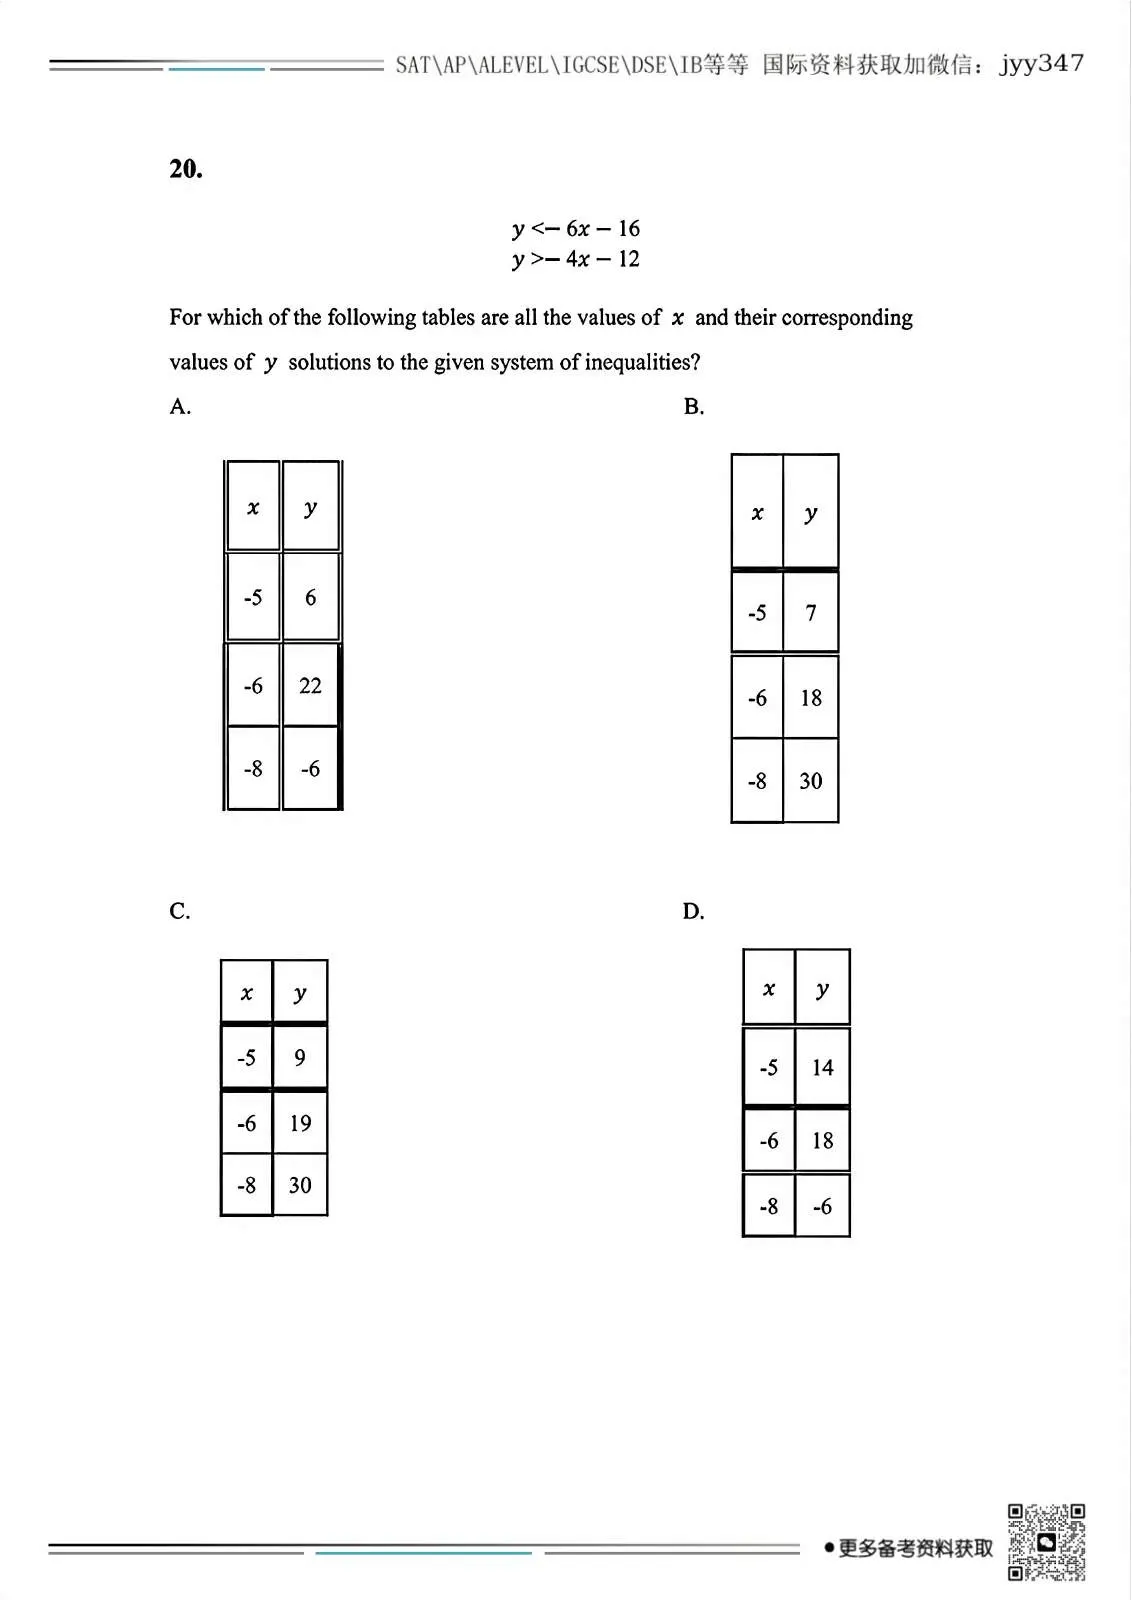 SAT\AP\ALEVEL\IGCSE\DSE\IB等等 国际资料获取加微信: jyy347
20.
y <− 6x − 16
y >− 4x − 12
For which of the following tables are all the values of x and their corresponding
values of y solutions to the given system of inequalities?
A.
x y
-5 6
-6 22
-8 -6
B.
x y
-5 7
-6 18
-8 30
C.
x y
-5 9
-6 19
-8 30
D.
x y
-5 14
-6 18
-8 -6
●更多备考资料获取